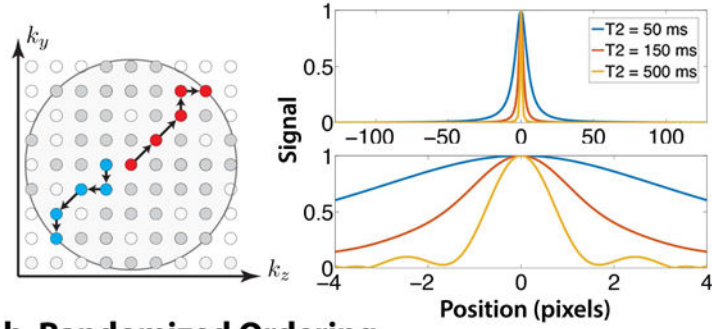 k_y
k_z
Signal
1
0.5
0
-100
-50
0
50
100
T2 = 50 ms
T2 = 150 ms
T2 = 500 ms
1
0.5
0
-4
-2
0
2
4
Position (pixels)